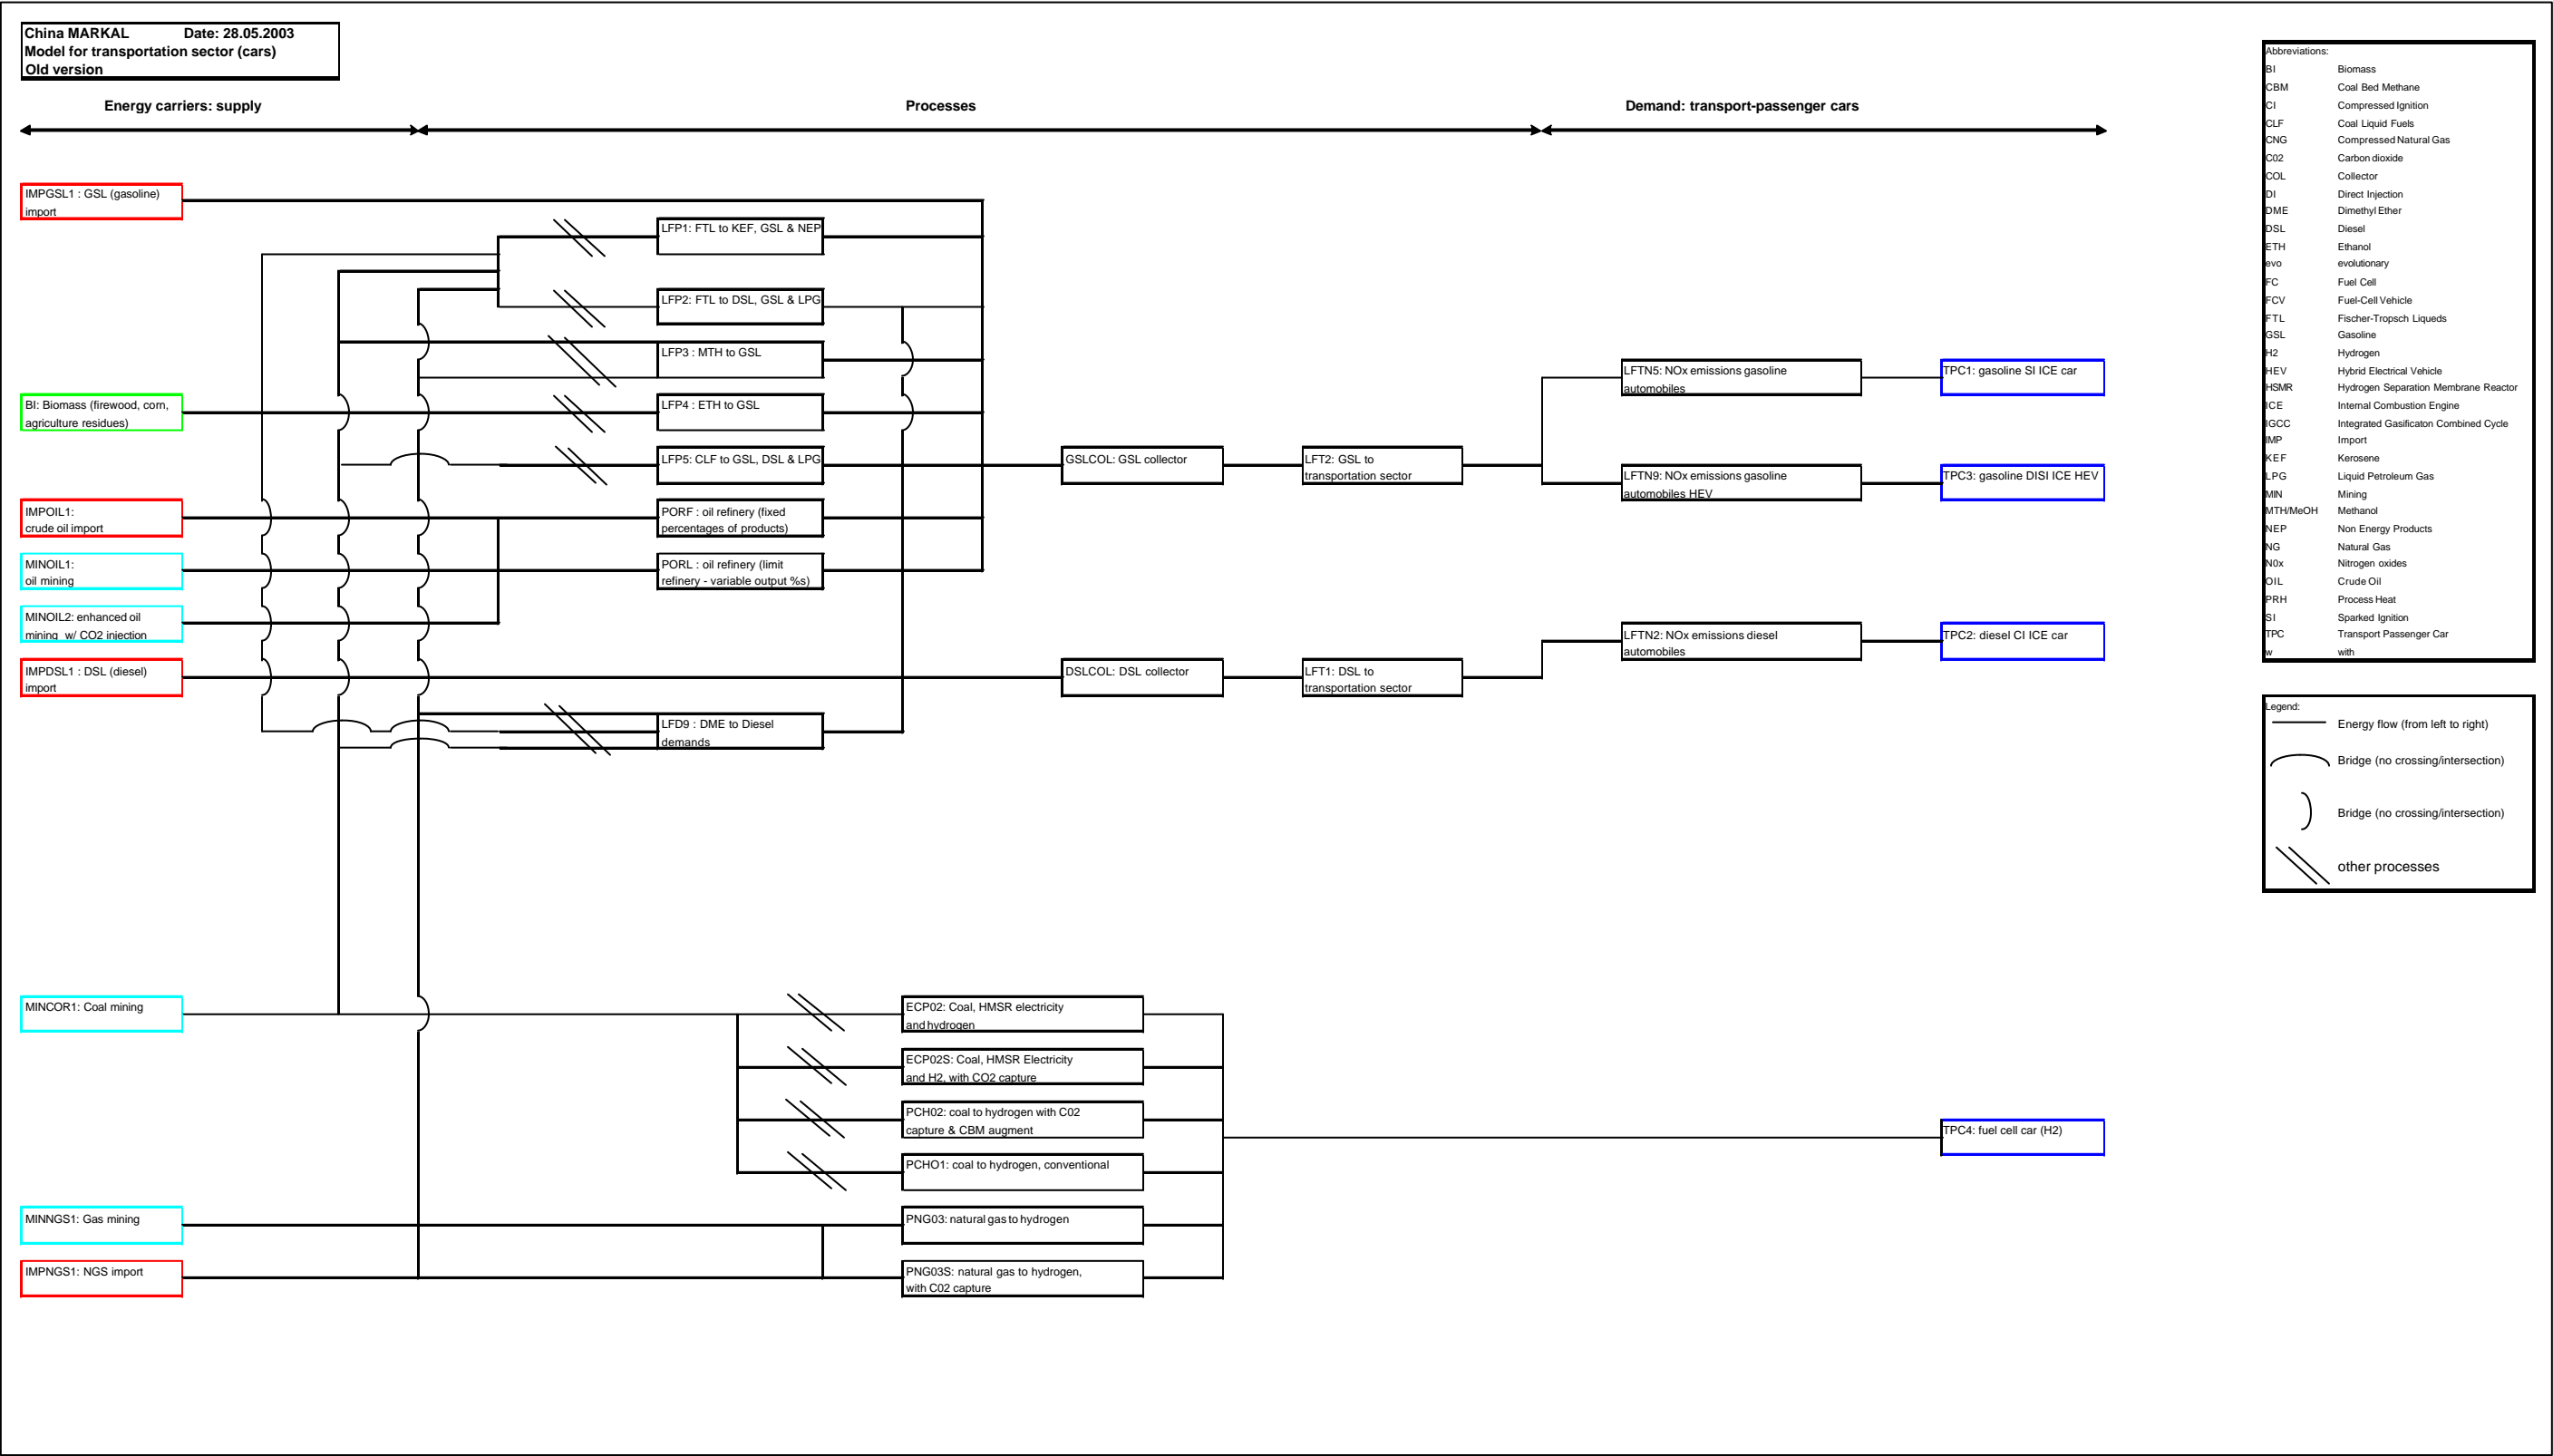 China MARKAL Date: 28.05.2003
Model for transportation sector (cars)
Old version
Energy carriers: supply
Processes
Demand: transport-passenger cars
IMPGSL1 : GSL (gasoline)
import
LFP1: FTL to KEF, GSL & NEP
LFP2: FTL to DSL, GSL & LPG
LFP3 : MTH to GSL
BI: Biomass (firewood, corn,
agriculture residues)
LFP4 : ETH to GSL
LFP5: CLF to GSL, DSL & LPG
IMPOIL1:
crude oil import
PORF : oil refinery (fixed
percentages of products)
MINOIL1:
oil mining
PORL : oil refinery (limit
refinery - variable output %s)
MINOIL2: enhanced oil
mining w/ CO2 injection
IMPDSL1 : DSL (diesel)
import
LFD9 : DME to Diesel
demands
GSLCOL: GSL collector
LFT2: GSL to
transportation sector
DSLCOL: DSL collector
LFT1: DSL to
transportation sector
LFTN5: NOx emissions gasoline
automobiles
TPC1: gasoline SI ICE car
LFTN9: NOx emissions gasoline
automobiles HEV
TPC3: gasoline DISI ICE HEV
LFTN2: NOx emissions diesel
automobiles
TPC2: diesel CI ICE car
MINCOR1: Coal mining
ECP02: Coal, HMSR electricity
and hydrogen
ECP02S: Coal, HMSR Electricity
and H2, with CO2 capture
PCH02: coal to hydrogen with C02
capture & CBM augment
PCHO1: coal to hydrogen, conventional
TPC4: fuel cell car (H2)
MINNGS1: Gas mining
PNG03: natural gas to hydrogen
IMPNGS1: NGS import
PNG03S: natural gas to hydrogen,
with C02 capture
Abbreviations:
BI Biomass
CBM Coal Bed Methane
CI Compressed Ignition
CLF Coal Liquid Fuels
CNG Compressed Natural Gas
C02 Carbon dioxide
COL Collector
DI Direct Injection
DME Dimethyl Ether
DSL Diesel
ETH Ethanol
evo evolutionary
FC Fuel Cell
FCV Fuel-Cell Vehicle
FTL Fischer-Tropsch Liqueds
GSL Gasoline
H2 Hydrogen
HEV Hybrid Electrical Vehicle
HSMR Hydrogen Separation Membrane Reactor
ICE Internal Combustion Engine
IGCC Integrated Gasificaton Combined Cycle
IMP Import
KEF Kerosene
LPG Liquid Petroleum Gas
MIN Mining
MTH/MeOH Methanol
NEP Non Energy Products
NG Natural Gas
N0x Nitrogen oxides
OIL Crude Oil
PRH Process Heat
SI Sparked Ignition
TPC Transport Passenger Car
w with
Legend:
Energy flow (from left to right)
Bridge (no crossing/intersection)
Bridge (no crossing/intersection)
other processes